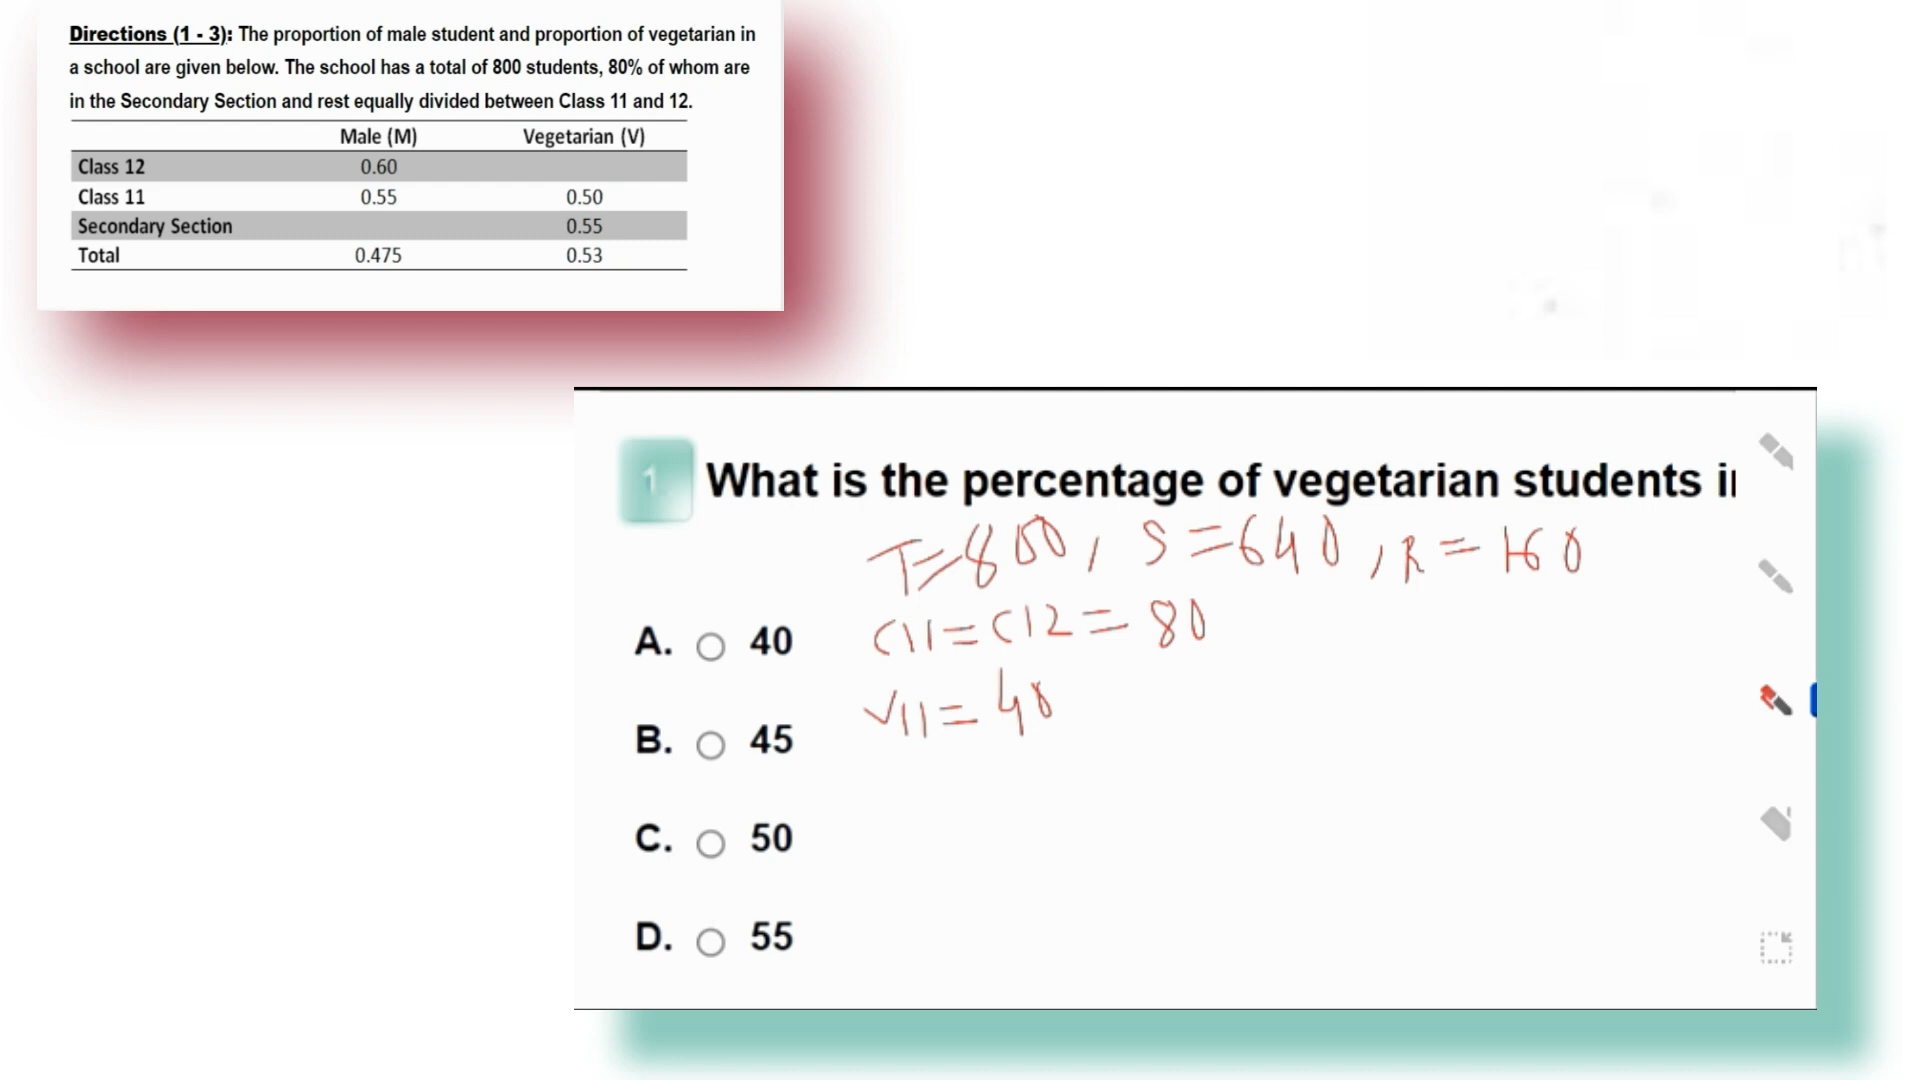 Directions (1 - 3): The proportion of male student and proportion of vegetarian in
a school are given below. The school has a total of 800 students, 80% of whom are
in the Secondary Section and rest equally divided between Class 11 and 12.
Male (M) Vegetarian (V)
Class 12 0.60
Class 11 0.55 0.50
Secondary Section 0.55
Total 0.475 0.53
1. What is the percentage of vegetarian students
T=800, S=640, R=160
C11=C12=80
V11=40
A. 40
B. 45
C. 50
D. 55